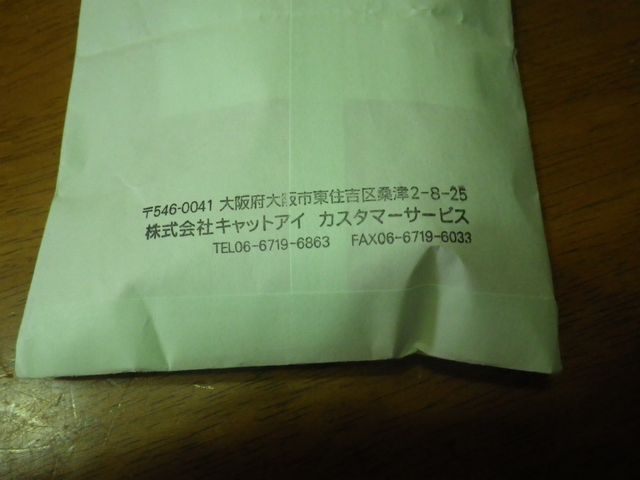 〒546-0041 大阪府大阪市東住吉区桑津2-8-25
株式会社キャットアイ カスタマーサービス
TEL06-6719-6863 FAX06-6719-6033